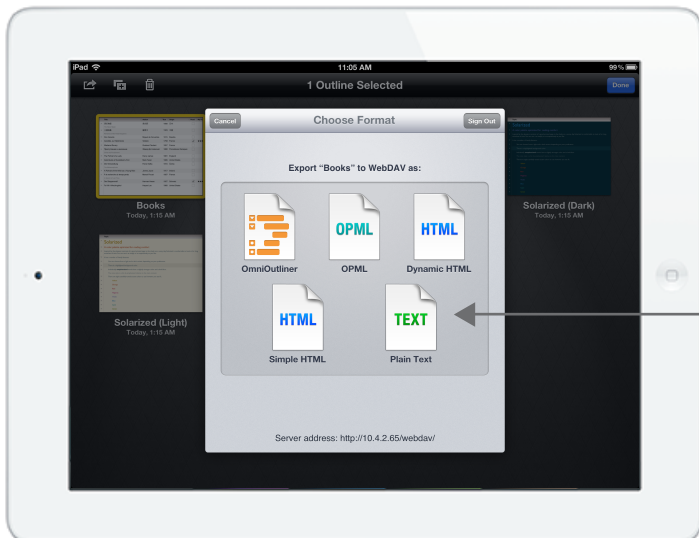 iPad
11:05 AM
99%
1 Outline Selected
Done
Cancel
Choose Format
Sign Out
Export “Books” to WebDAV as:
OPML
HTML
OmniOutliner
OPML
Dynamic HTML
HTML
TEXT
Simple HTML
Plain Text
Server address: http://10.4.2.65/webdav/
Books
Today, 1:15 AM
Solarized (Dark)
Today, 1:15 AM
Solarized (Light)
Today, 1:15 AM